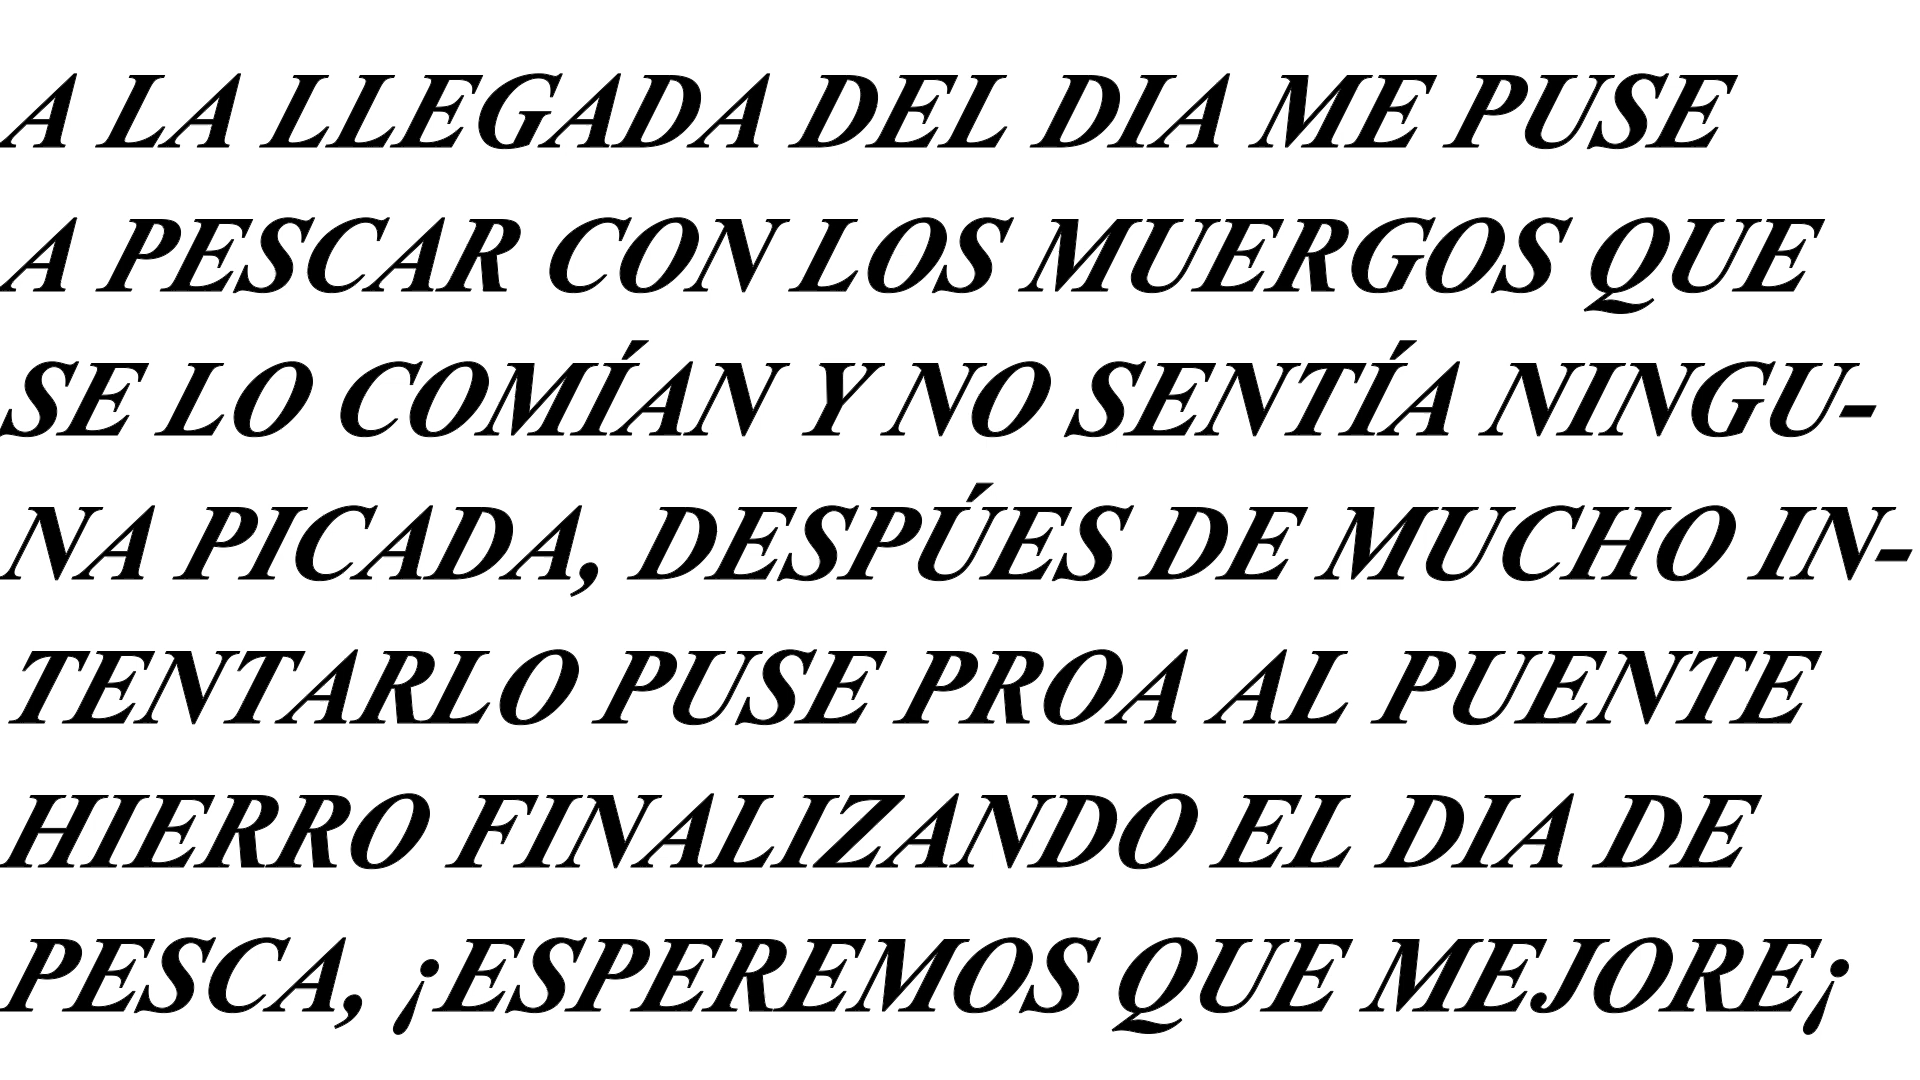 A LA LLEGADA DEL DIA ME PUSE
A PESCAR CON LOS MUERGOS QUE
SE LO COMÍAN Y NO SENTÍA NINGU-
NA PICADA, DESPÚES DE MUCHO IN-
TENTARLO PUSE PROA AL PUENTE
HIERRO FINALIZANDO EL DIA DE
PESCA, ¡ESPEREMOS QUE MEJORE¡